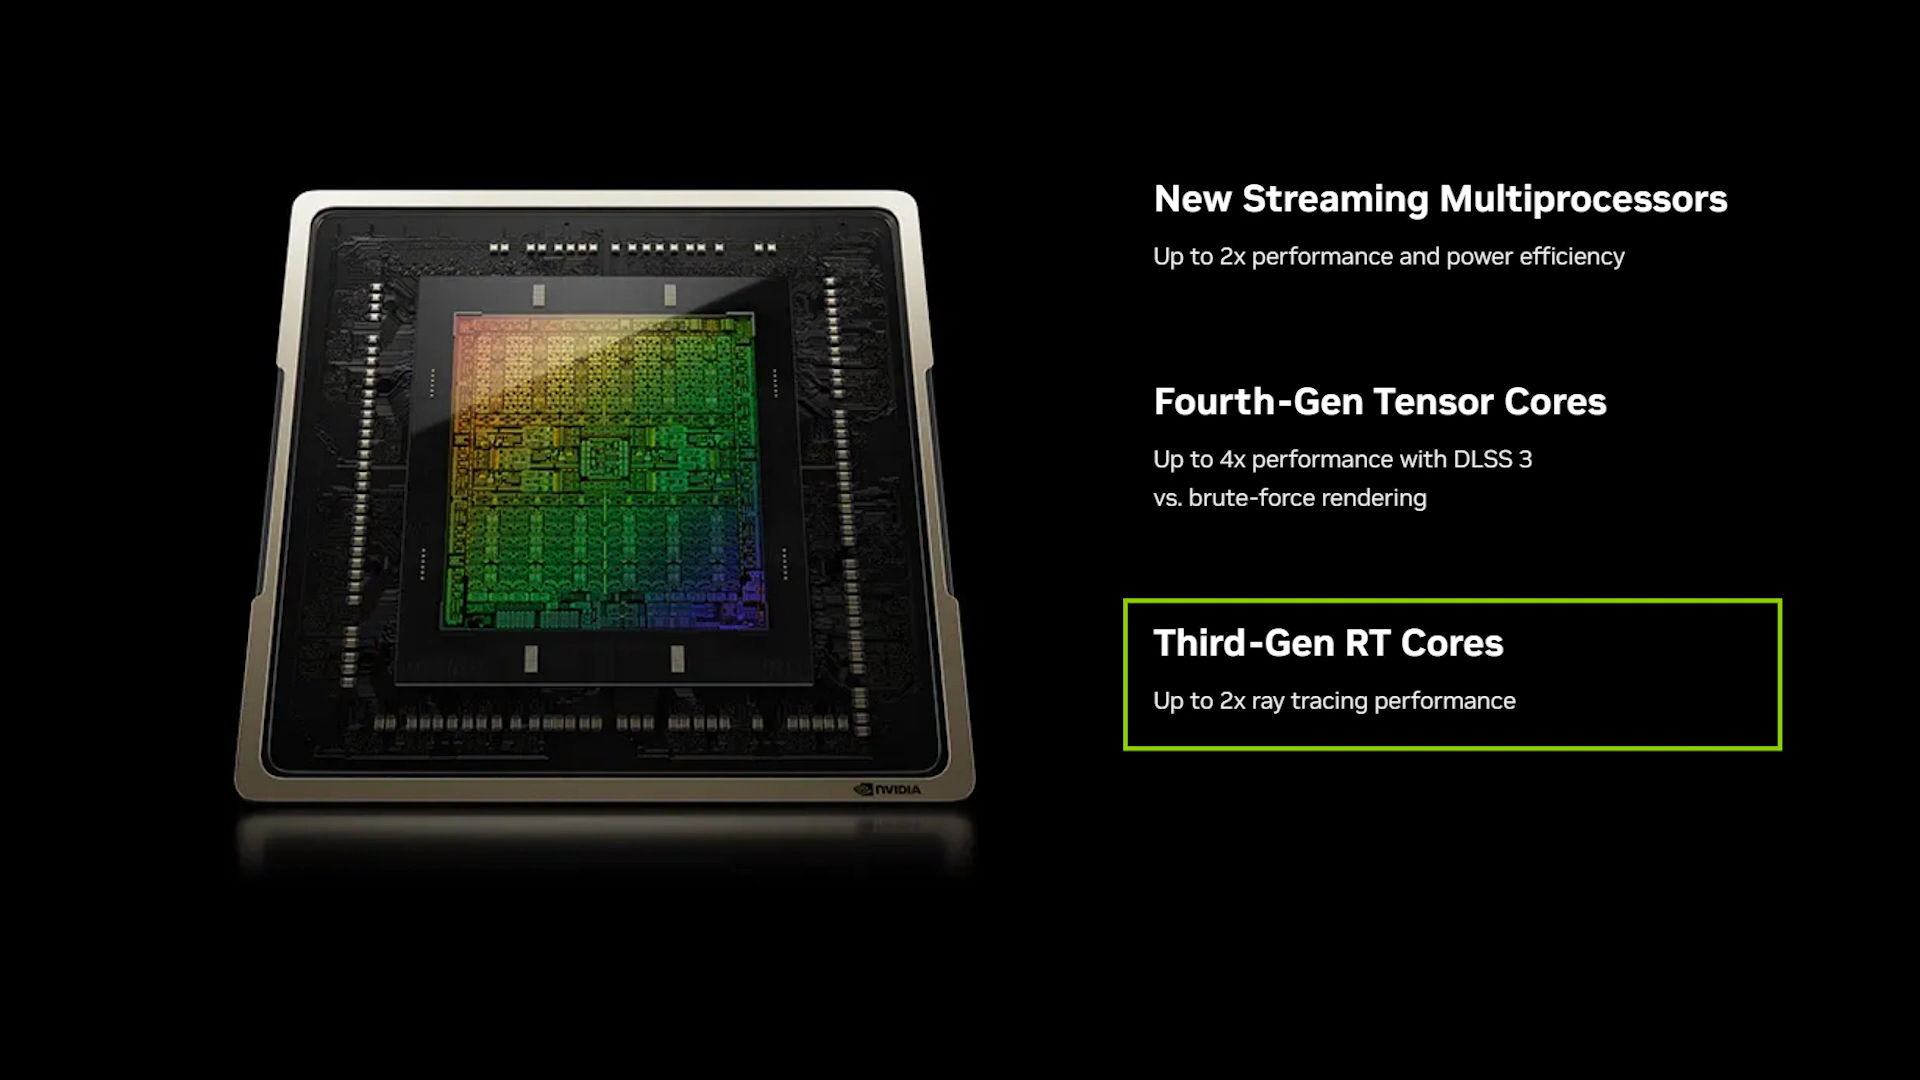 New Streaming Multiprocessors
Up to 2x performance and power efficiency
Fourth-Gen Tensor Cores
Up to 4x performance with DLSS 3
vs. brute-force rendering
Third-Gen RT Cores
Up to 2x ray tracing performance
NVIDIA